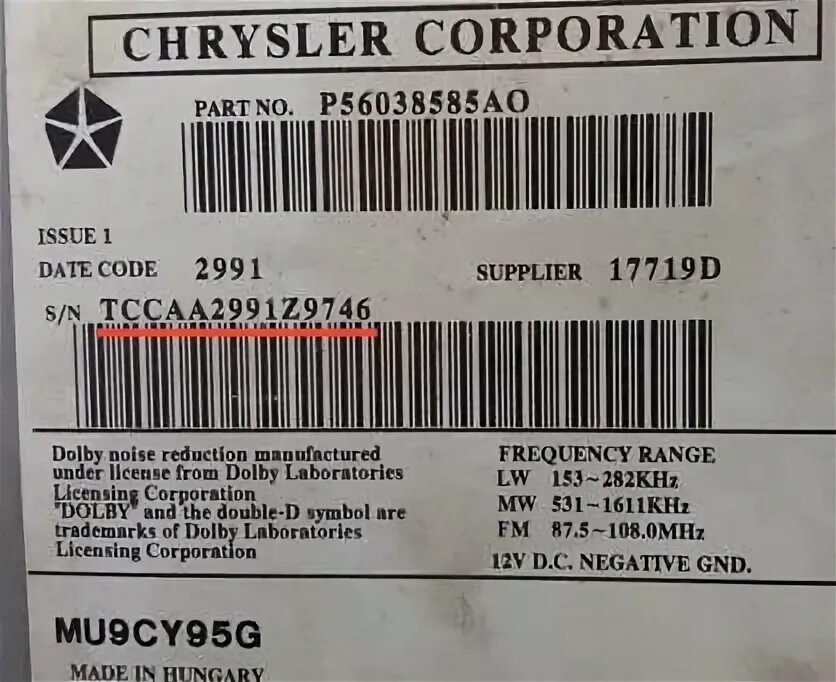 CHRYSLER CORPORATION
PART NO. P56038585AO
ISSUE 1
DATE CODE 2991
SUPPLIER 17719D
S/N TCCAA2991Z9746
Dolby noise reduction manufactured
under license from Dolby Laboratories
Licensing Corporation
"DOLBY" and the double-D symbol are
trademarks of Dolby Laboratories
Licensing Corporation
FREQUENCY RANGE
LW 153~282KHz
MW 531~1611KHz
FM 87.5~108.0MHz
12V D.C. NEGATIVE GND.
MU9CY95G
MADE IN HUNGARY